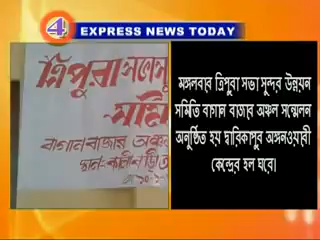 4 EXPRESS NEWS TODAY
ত্রিপুরা
বাগান বাজার অঞ্চল
স্থান-
মঙ্গলবার ত্রিপুরা সভা সুন্দর উন্নয়ন
সমিতি বাগান বাজার অঞ্চল সম্মেলন
অনুষ্ঠিত হয় দ্বারিকাপুর অঙ্গনওয়ারী
কেন্দ্রের হল ঘরে।